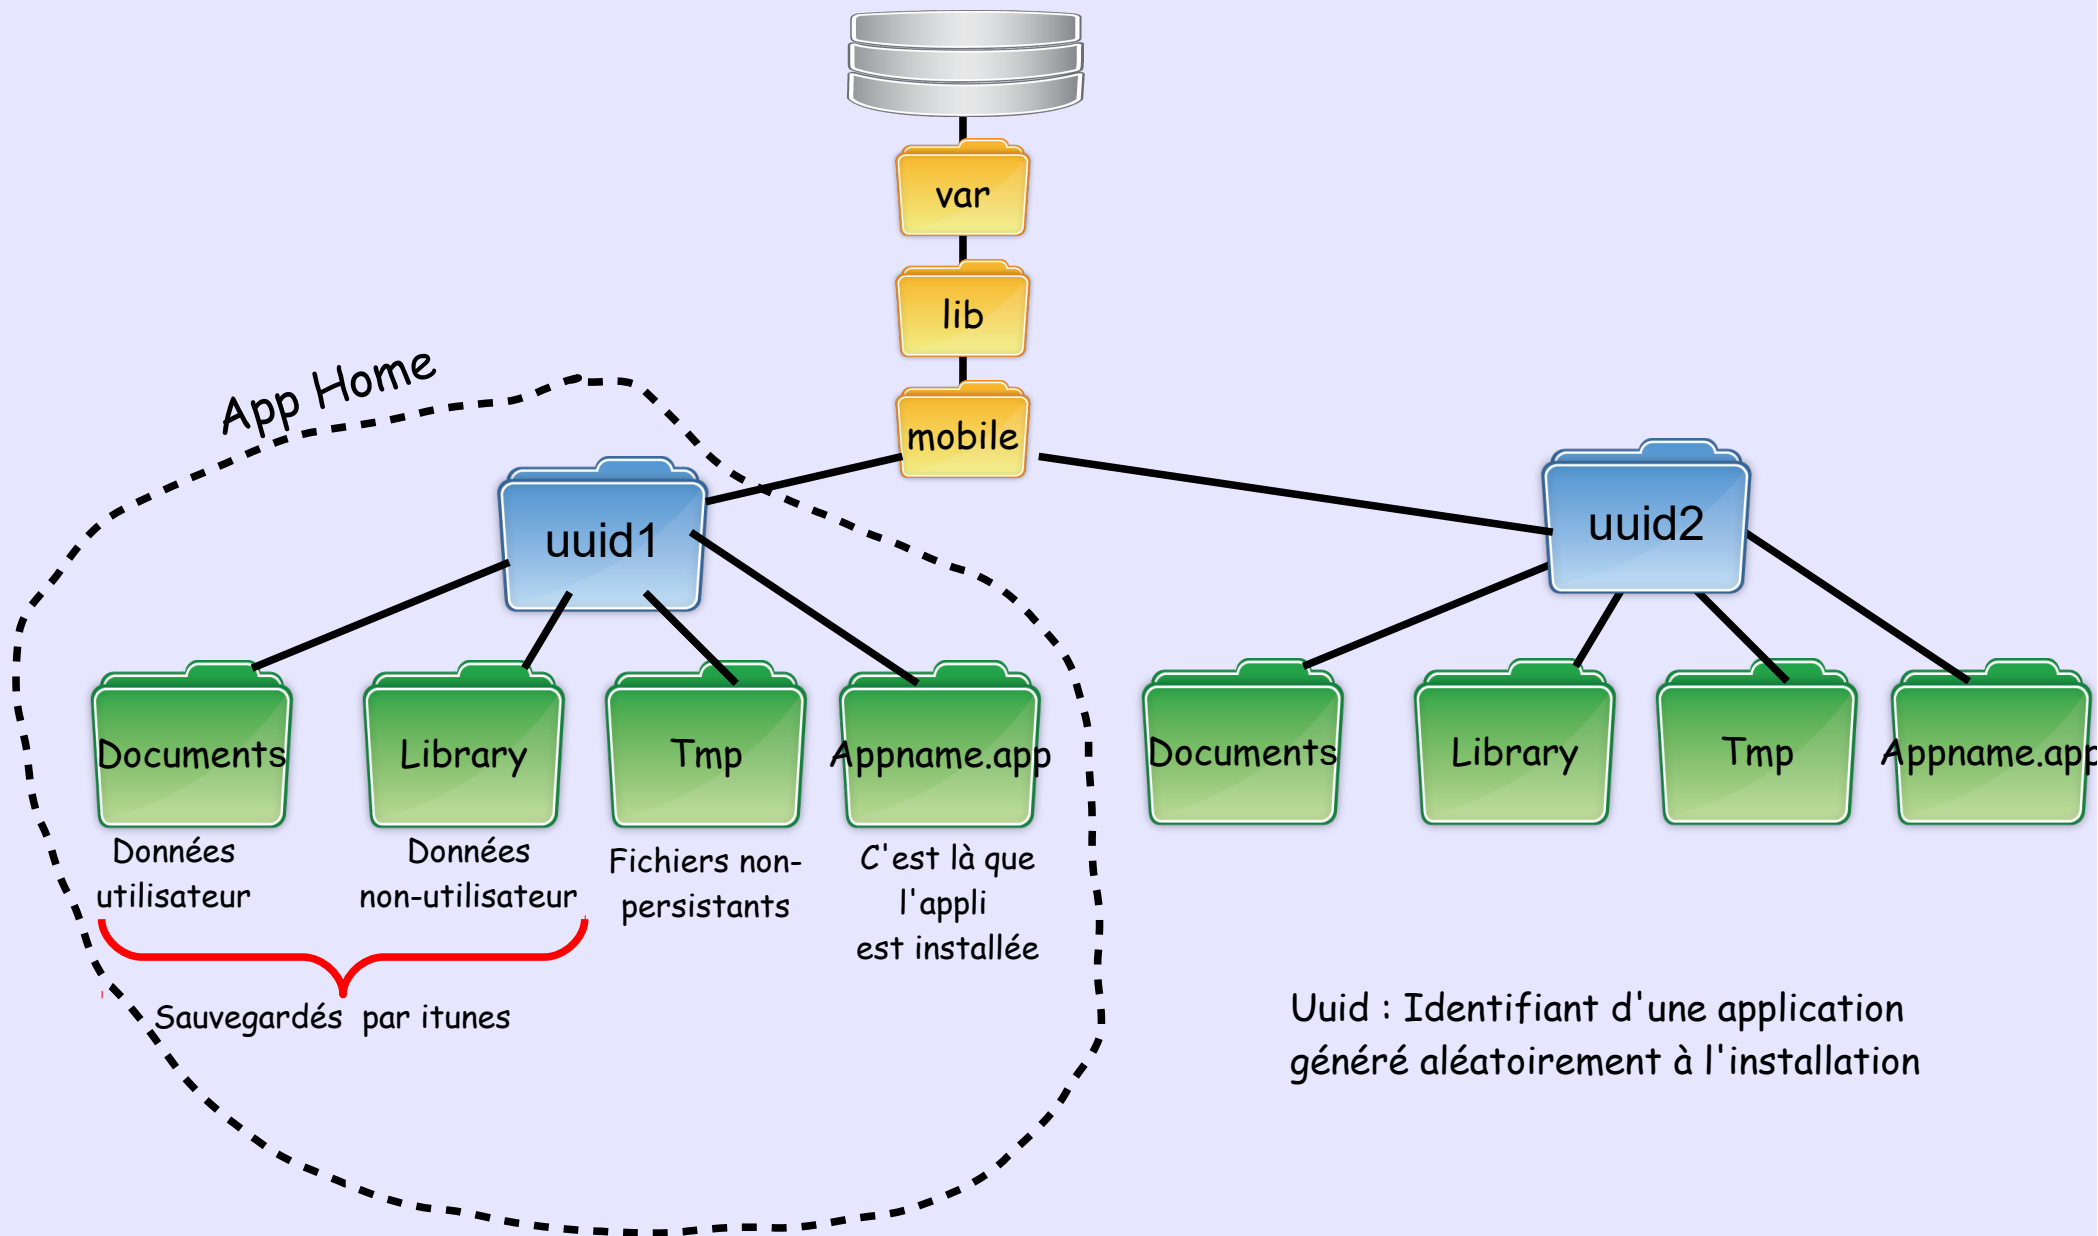 var
lib
App Home
mobile
uuid1
uuid2
Documents
Library
Tmp
Appname.app
Documents
Library
Tmp
Appname.app
Données
utilisateur
Données
non-utilisateur
Fichiers non-
persistants
C'est là que
l'appli
est installée
Sauvegardés par itunes
Uuid : Identifiant d'une application
généré aléatoirement à l'installation